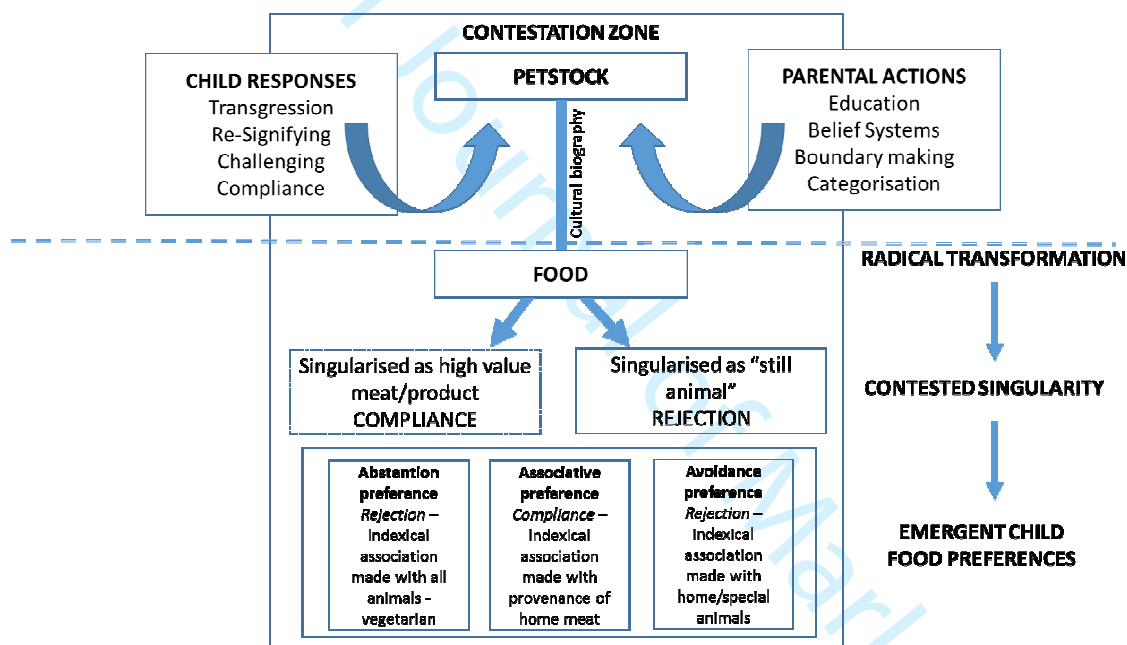 CONTESTATION ZONE
CHILD RESPONSES
Transgression
Re-Signifying
Challenging
Compliance
PETSTOCK
Cultural biography
PARENTAL ACTIONS
Education
Belief Systems
Boundary making
Categorisation
RADICAL TRANSFORMATION
FOOD
Singularised as high value
meat/product
COMPLIANCE
Singularised as “still
animal”
REJECTION
CONTESTED SINGULARITY
Abstention
preference
Rejection –
indexical
association
made with all
animals -
vegetarian
Associative
preference
Compliance –
indexical
association
made with
provenance of
home meat
Avoidance
preference
Rejection –
indexical
association
made with
home/special
animals
EMERGENT CHILD
FOOD PREFERENCES
Journal of Mark